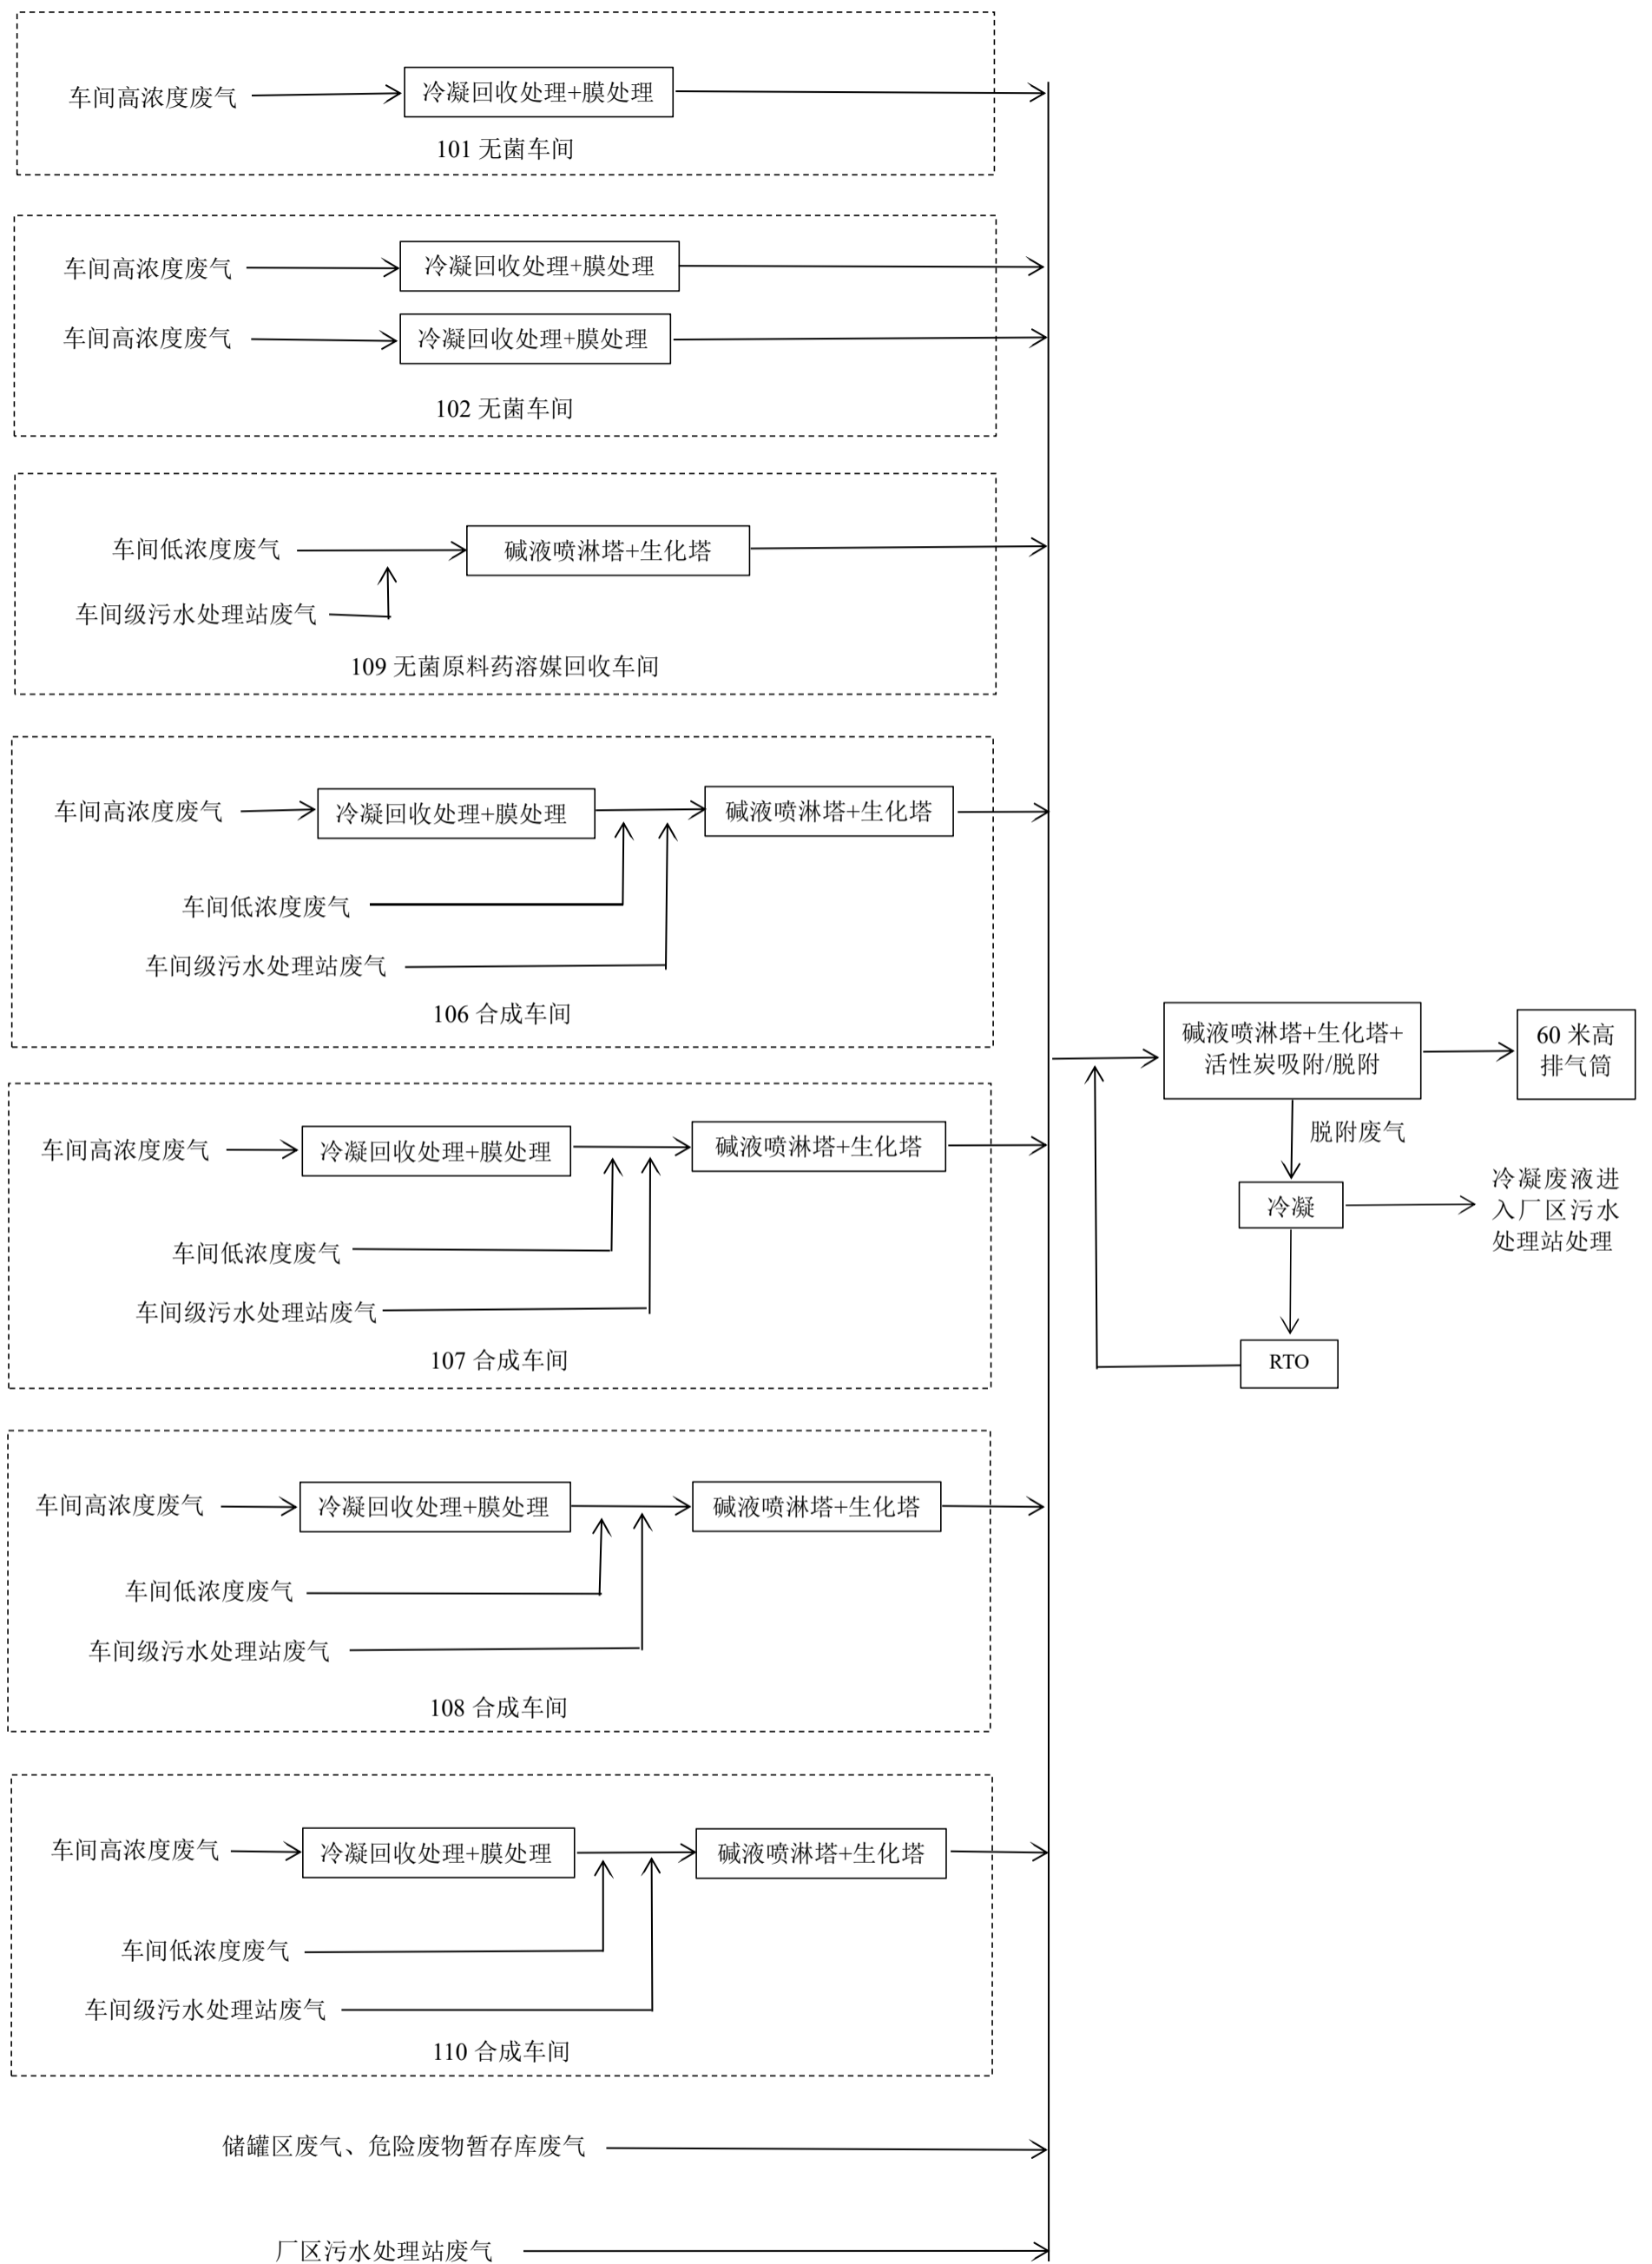 车间高浓度废气
冷凝回收处理+膜处理
101 无菌车间
车间高浓度废气
冷凝回收处理+膜处理
车间高浓度废气
冷凝回收处理+膜处理
102 无菌车间
车间低浓度废气
碱液喷淋塔+生化塔
车间级污水处理站废气
109 无菌原料药溶媒回收车间
车间高浓度废气
冷凝回收处理+膜处理
碱液喷淋塔+生化塔
车间低浓度废气
车间级污水处理站废气
106 合成车间
车间高浓度废气
冷凝回收处理+膜处理
碱液喷淋塔+生化塔
车间低浓度废气
车间级污水处理站废气
107 合成车间
车间高浓度废气
冷凝回收处理+膜处理
碱液喷淋塔+生化塔
车间低浓度废气
车间级污水处理站废气
108 合成车间
车间高浓度废气
冷凝回收处理+膜处理
碱液喷淋塔+生化塔
车间低浓度废气
车间级污水处理站废气
110 合成车间
储罐区废气、危险废物暂存库废气
厂区污水处理站废气
碱液喷淋塔+生化塔+
活性炭吸附/脱附
60 米高
排气筒
脱附废气
冷凝
冷凝废液进
入厂区污水
处理站处理
RTO